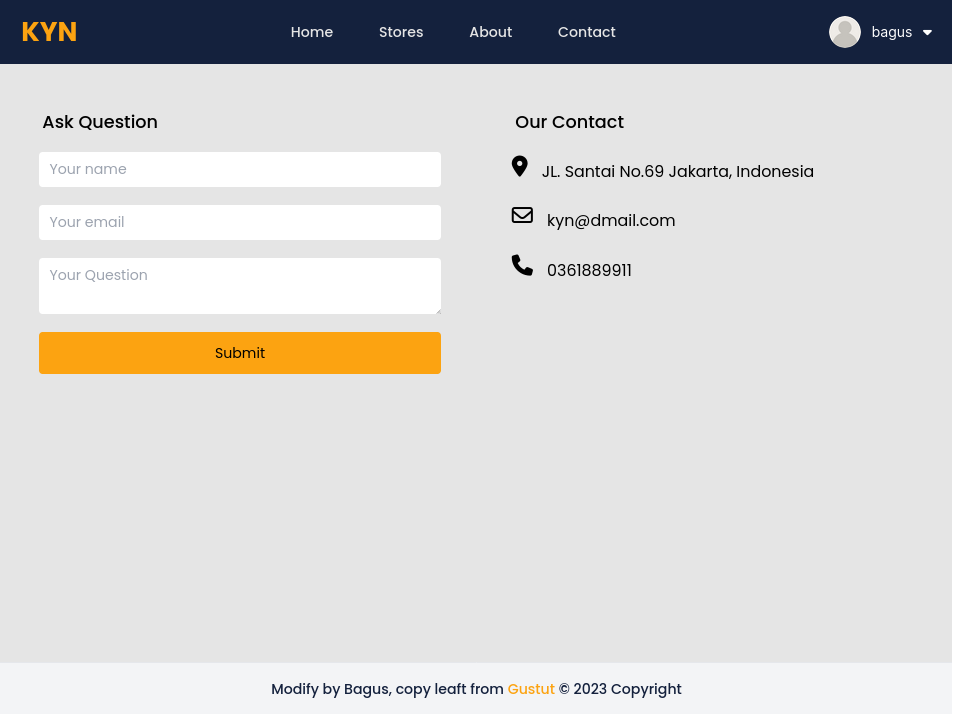 KYN
Home Stores About Contact
bagus
Ask Question
Your name
Your email
Your Question
Submit
Our Contact
JL. Santai No.69 Jakarta, Indonesia
kyn@dmail.com
0361889911
Modify by Bagus, copy leaft from Gustut © 2023 Copyright